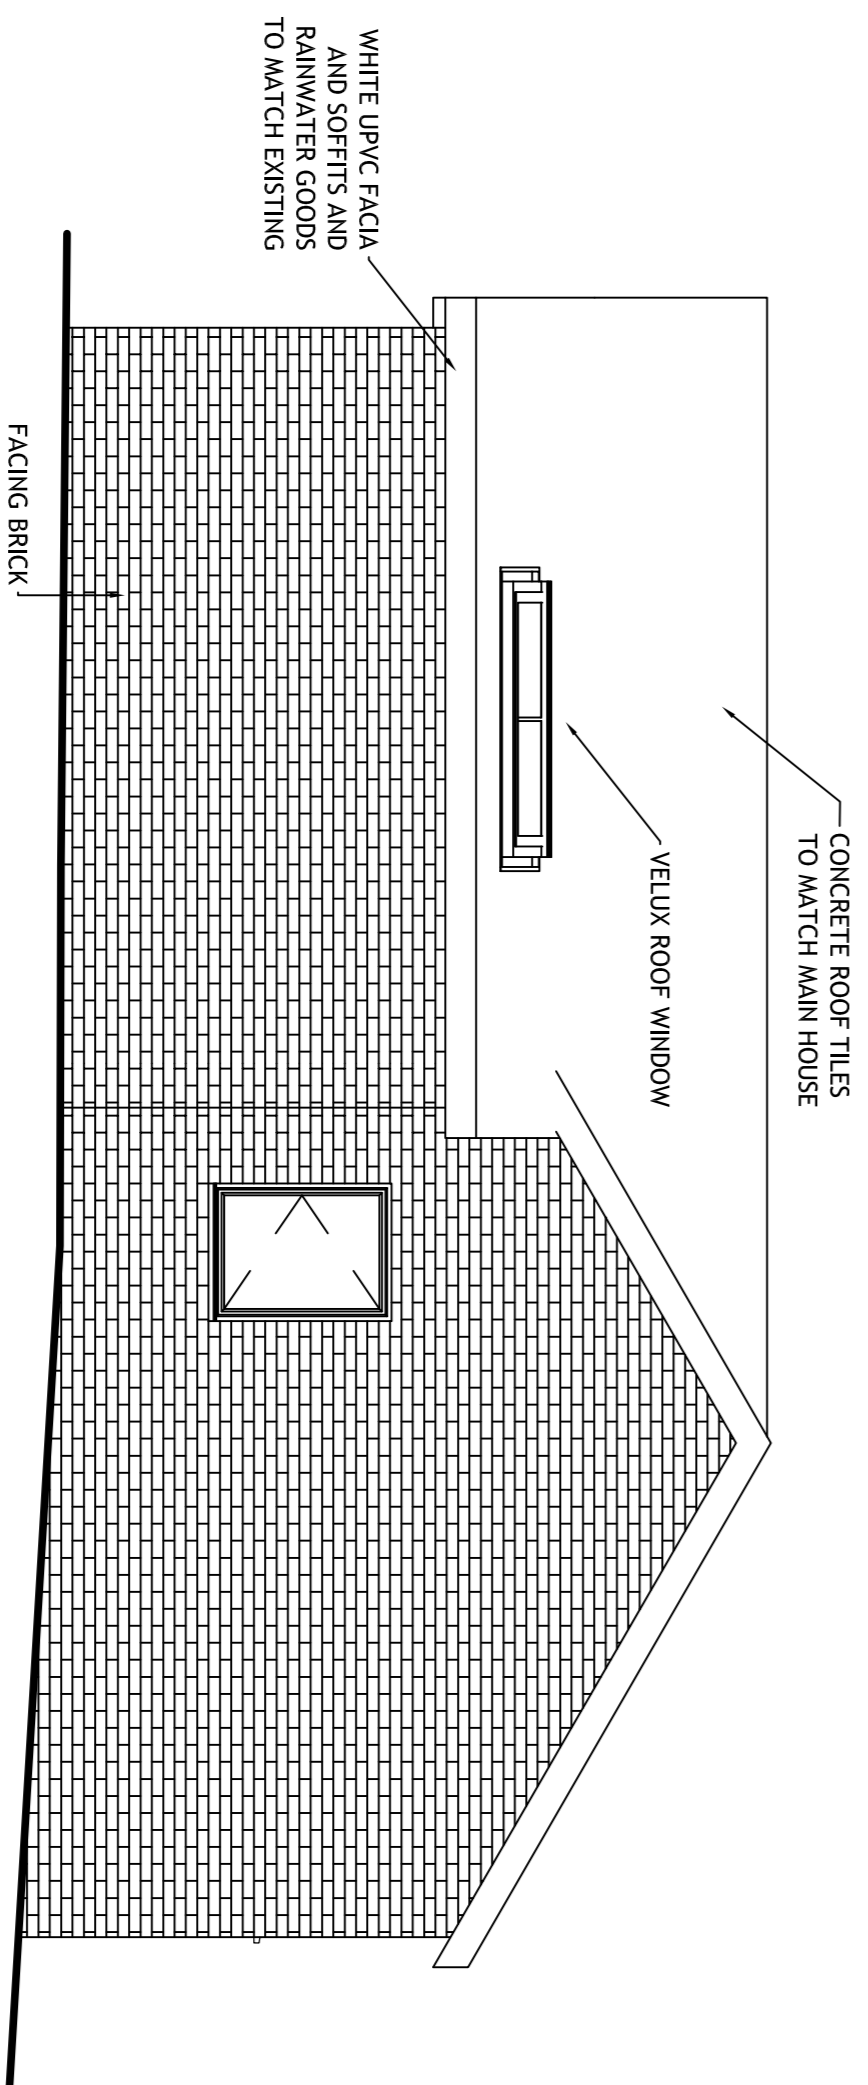 CONCRETE ROOF TILES
TO MATCH MAIN HOUSE
VELUX ROOF WINDOW
WHITE UPVC FACIA
AND SOFFITS AND
RAINWATER GOODS
TO MATCH EXISTING
FACING BRICK